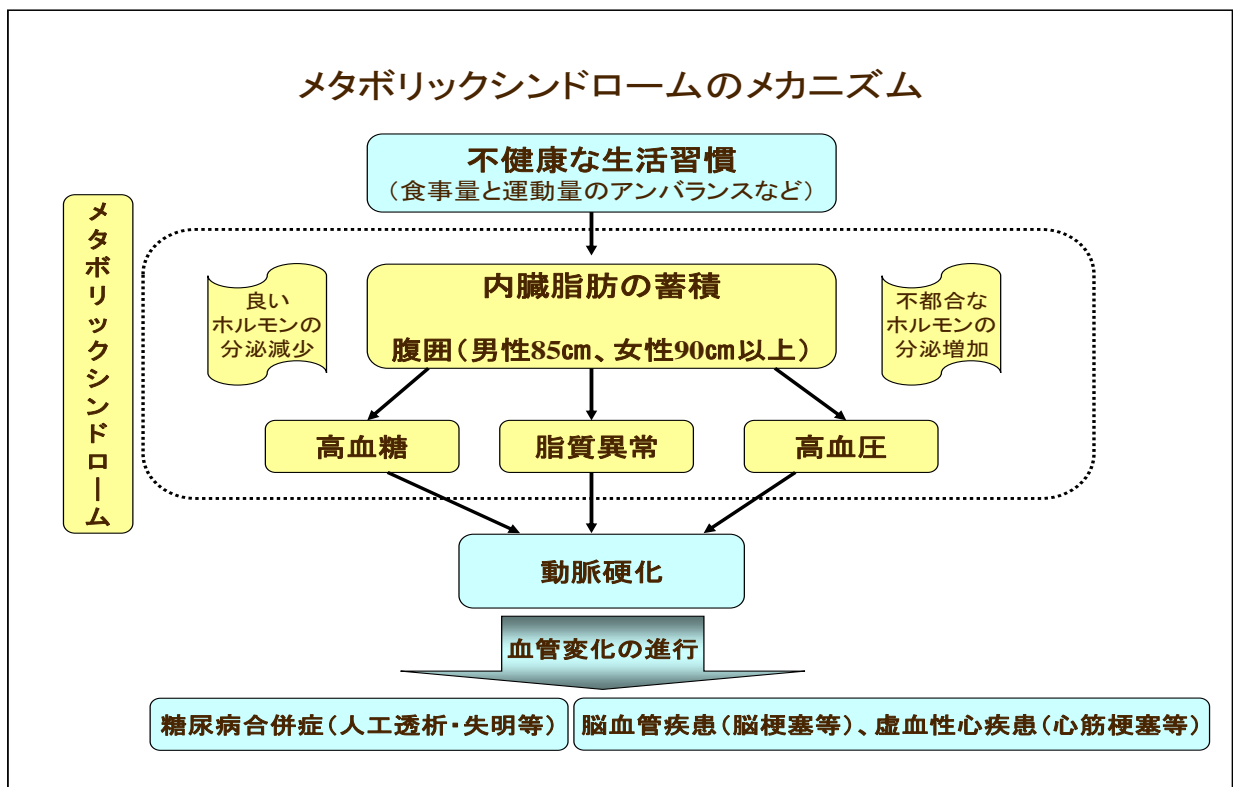 メタボリックシンドロームのメカニズム
不健康な生活習慣
（食事量と運動量のアンバランスなど）
メタボリックシンドローム
良い
ホルモンの
分泌減少
内臓脂肪の蓄積
腹囲（男性85㎝、女性90㎝以上）
不都合な
ホルモンの
分泌増加
高血糖
脂質異常
高血圧
動脈硬化
血管変化の進行
糖尿病合併症（人工透析・失明等）
脳血管疾患（脳梗塞等）、虚血性心疾患（心筋梗塞等）